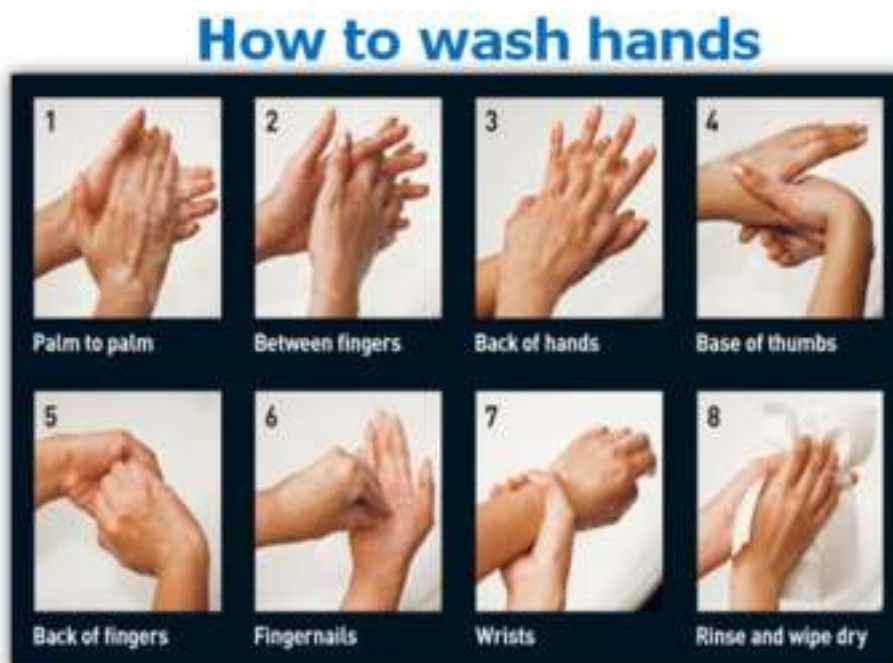 How to wash hands
1
2
3
4
Palm to palm
Between fingers
Back of hands
Base of thumbs
5
6
7
8
Back of fingers
Fingernails
Wrists
Rinse and wipe dry